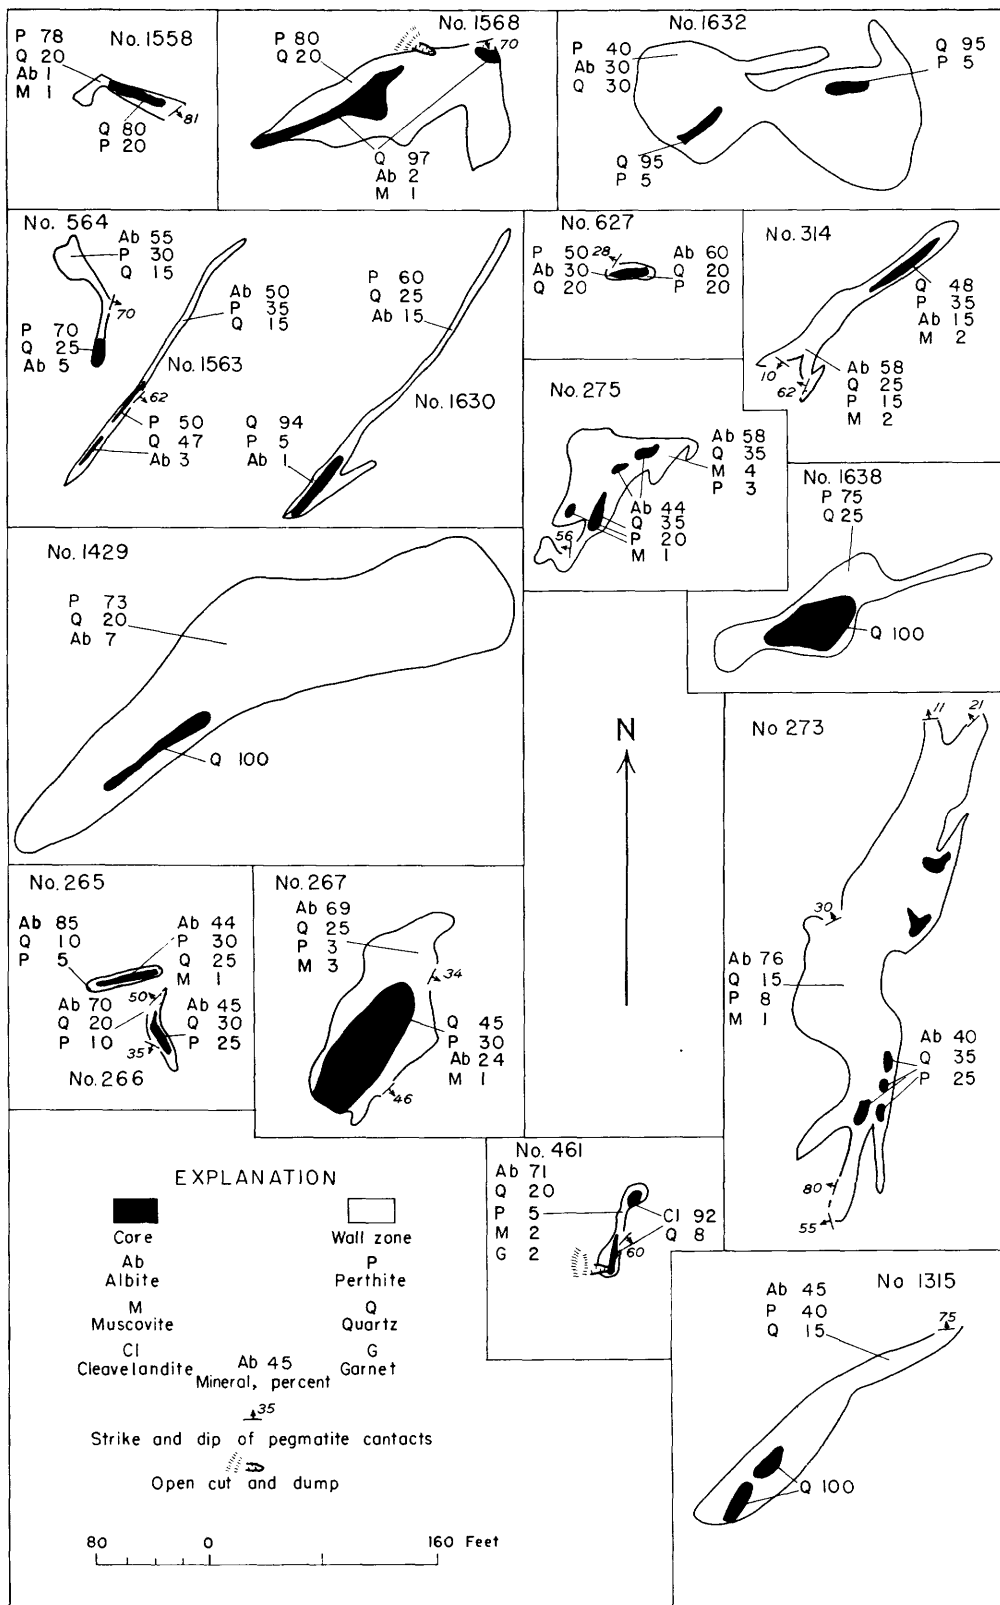 No. 1558
P 78
Q 20
Ab 1
M 1
81
Q 80
P 20
No. 1568
P 80
Q 20
70
Q 97
Ab 2
M 1
No. 1632
P 40
Ab 30
Q 30
Q 95
P 5
Q 95
P 5
No. 564
Ab 55
P 30
Q 15
70
P 70
Q 25
Ab 5
Ab 50
P 35
Q 15
No. 1563
62
P 50
Q 47
Ab 3
P 60
Q 25
Ab 15
No. 1630
Q 94
P 5
Ab 1
No. 627
P 50
Ab 30
Q 20
28
Ab 60
Q 20
P 20
No. 314
Q 48
P 35
Ab 15
M 2
10
62
Ab 58
Q 25
P 15
M 2
No. 275
Ab 58
Q 35
M 4
P 3
Ab 44
Q 35
P 20
M 1
56
No. 1638
P 75
Q 25
Q 100
No. 1429
P 73
Q 20
Ab 7
Q 100
N
No 273
11
21
30
Ab 76
Q 15
P 8
M 1
Ab 40
Q 35
P 25
80
55
No. 265
Ab 85
Q 10
P 5
Ab 44
P 30
Q 25
M 1
Ab 70
Q 20
P 10
50
35
Ab 45
Q 30
P 25
No. 266
No. 267
Ab 69
Q 25
P 3
M 3
34
Q 45
P 30
Ab 24
M 1
46
No. 461
Ab 71
Q 20
P 5
M 2
G 2
Cl 92
Q 8
60
No 1315
Ab 45
P 40
Q 15
75
Q 100
EXPLANATION
Core
Wall zone
Ab
Albite
P
Perthite
M
Muscovite
Q
Quartz
Cl
Cleavelandite
G
Garnet
Ab 45
Mineral, percent
35
Strike and dip of pegmatite cantacts
Open cut and dump
80 0 160 Feet